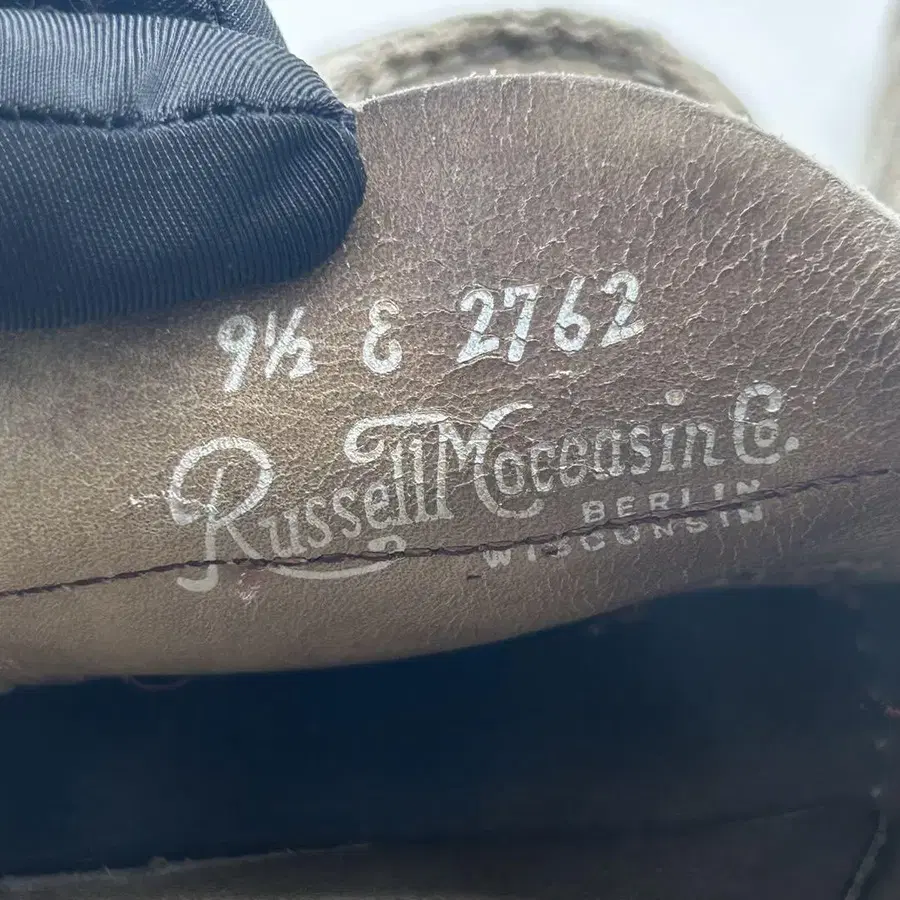 9½ E 2762
Russell Moccasin Co.
BERLIN
WISCONSIN